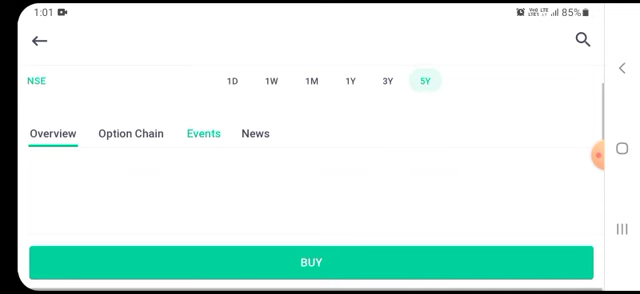 1:01 85%
NSE 1D 1W 1M 1Y 3Y 5Y
Overview Option Chain Events News
BUY